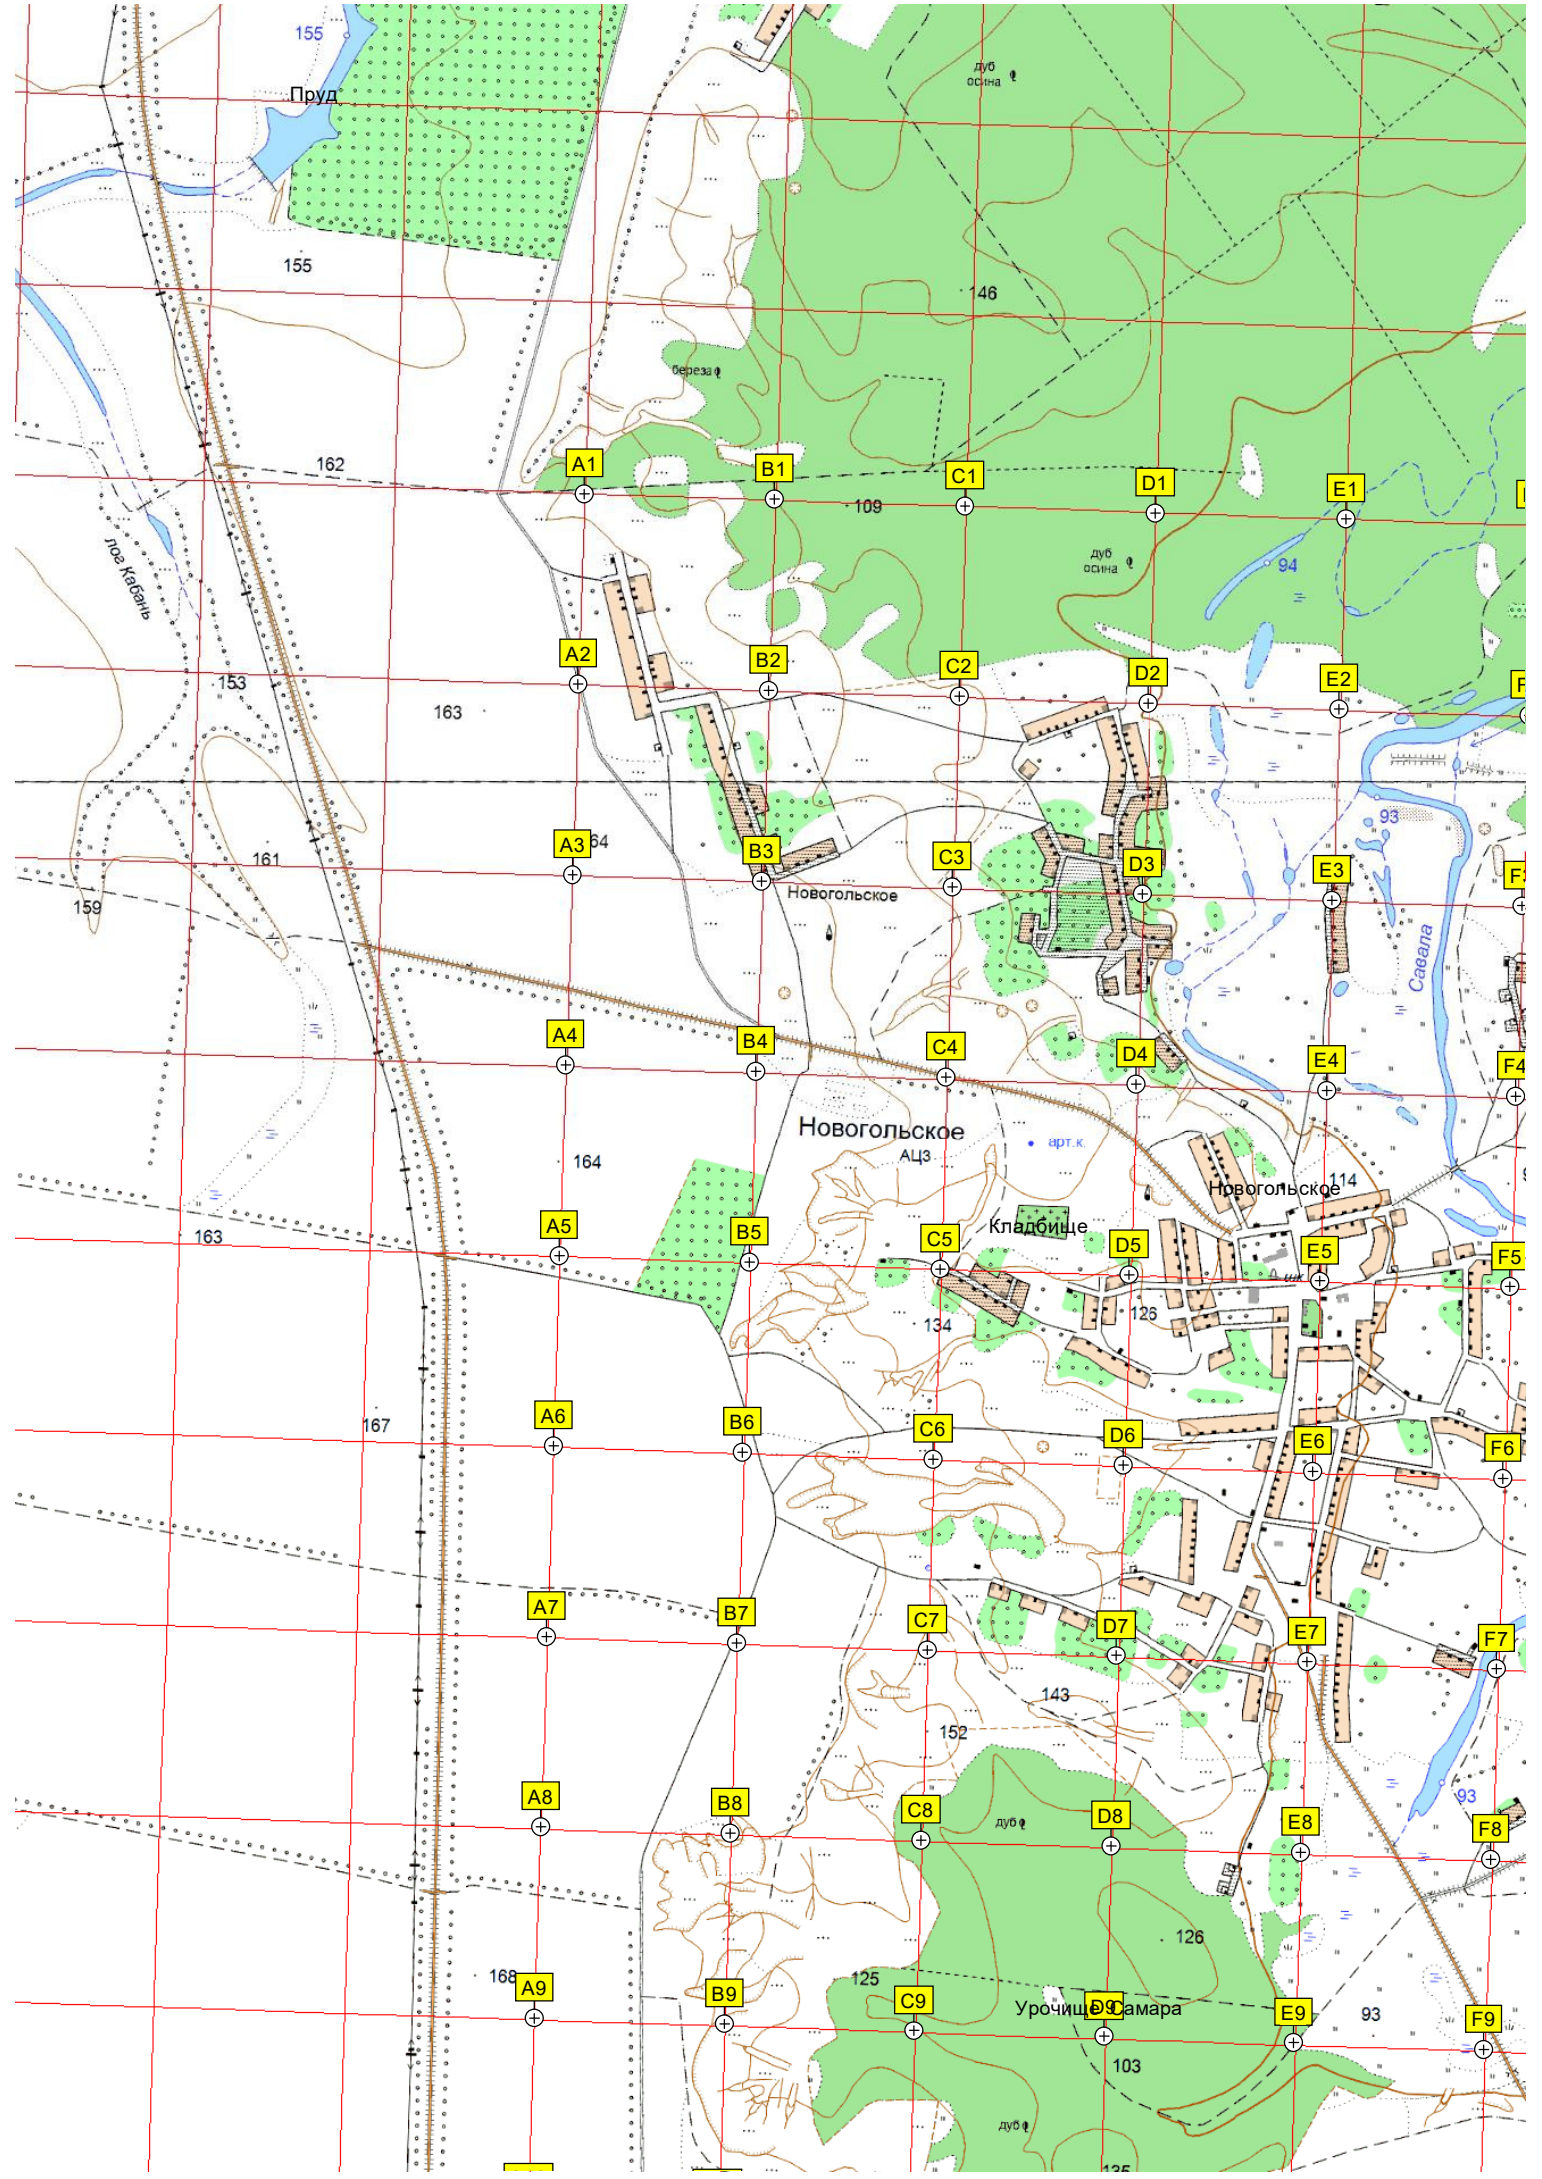 155
Пруд
дуб
осина
155
146
береза
162
A1
B1
C1
D1
E1
109
дуб
осина
94
лог Кабань
A2
B2
C2
D2
E2
153
163
93
A3
64
B3
C3
D3
E3
161
Новогольское
159
Савала
A4
B4
C4
D4
E4
F4
Новогольское
арт.к.
АЦЗ
164
114
Новогольское
Кладбище
A5
B5
C5
D5
E5
F5
163
шк
134
126
A6
B6
C6
D6
E6
F6
167
A7
B7
C7
D7
E7
F7
143
152
A8
B8
C8
дуб
D8
E8
F8
93
126
168
125
A9
B9
C9
D9
E9
F9
Урочище Самара
93
103
дуб
135